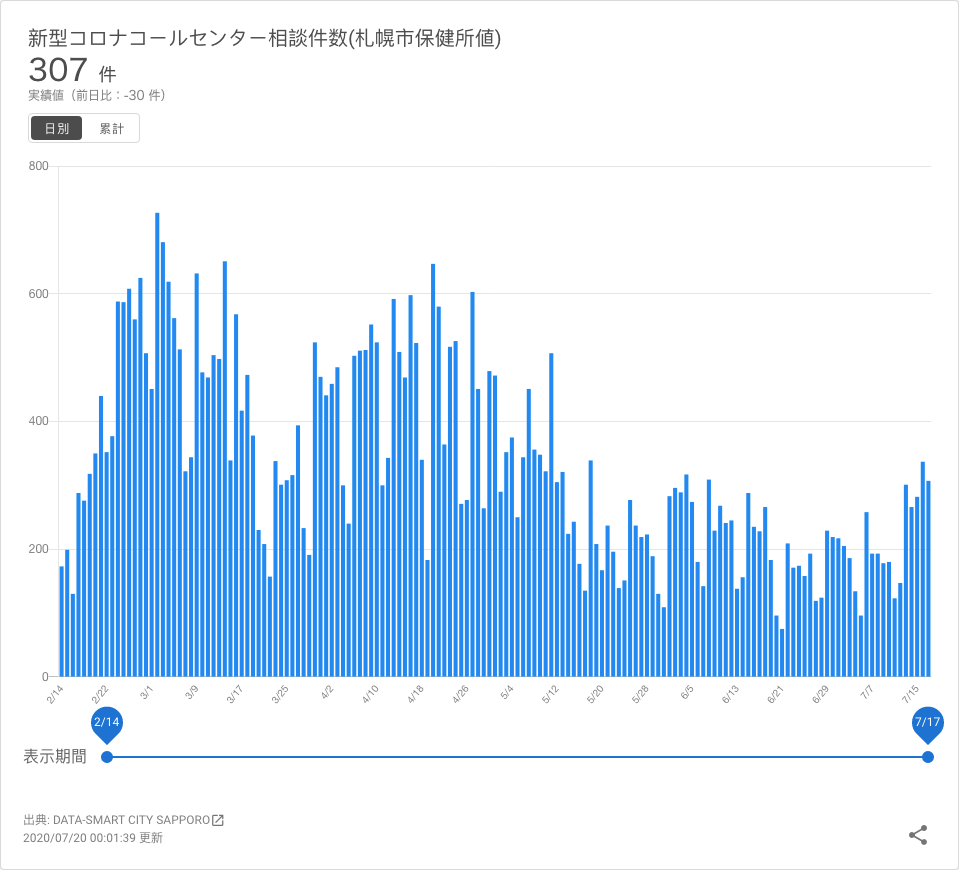 新型コロナコールセンター相談件数(札幌市保健所値)
307 件
実績値（前日比：-30 件）
日別 累計
800
600
400
200
0
2/14 2/22 3/1 3/9 3/17 3/25 4/2 4/10 4/18 4/26 5/4 5/12 5/20 5/28 6/5 6/13 6/21 6/29 7/7 7/15
2/14 7/17
表示期間
出典: DATA-SMART CITY SAPPORO
2020/07/20 00:01:39 更新